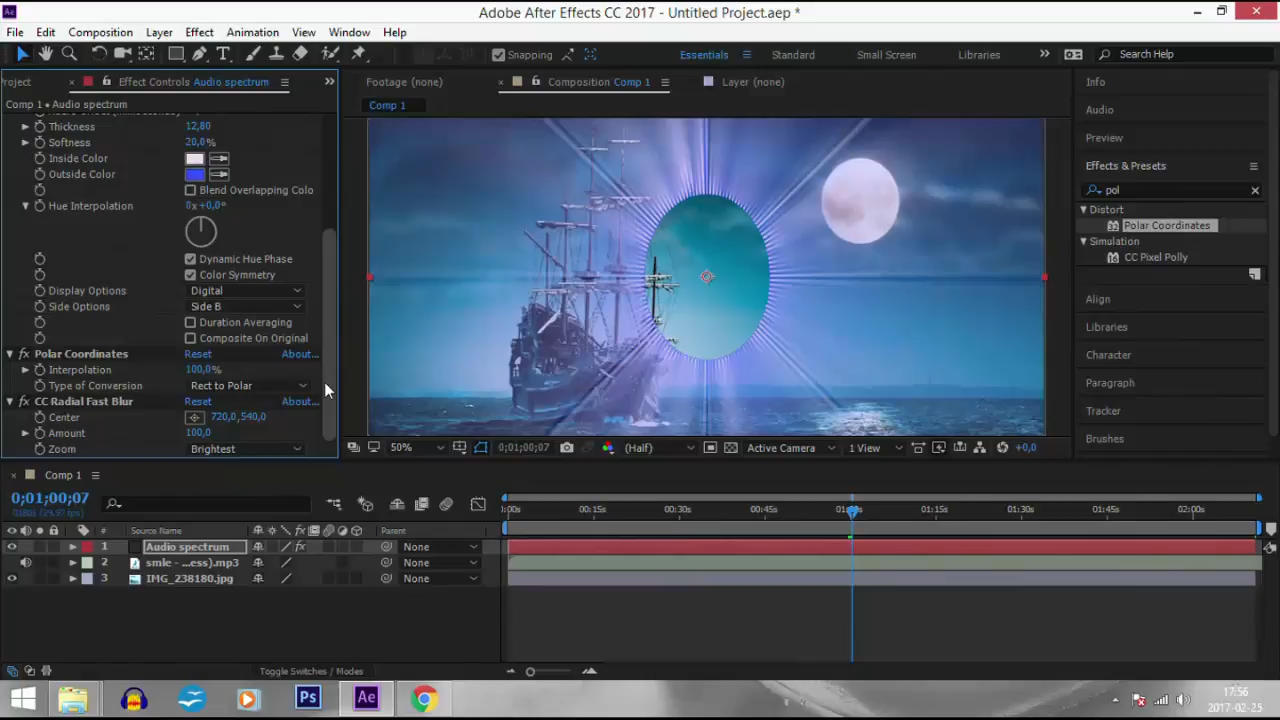 Adobe After Effects CC 2017 - Untitled Project.aep *
File Edit Composition Layer Effect Animation View Window Help
Snapping Essentials Standard Small Screen Libraries Search Help
roject Effect Controls Audio spectrum
Footage (none) Composition Comp 1 Layer (none)
Comp 1 • Audio spectrum
Comp 1
Thickness 12,80
Softness 20,0%
Inside Color
Outside Color
Blend Overlapping Colo
Hue Interpolation 0x+0,0°
Dynamic Hue Phase
Color Symmetry
Display Options Digital
Side Options Side B
Duration Averaging
Composite On Original
Polar Coordinates Reset About...
Interpolation 100,0%
Type of Conversion Rect to Polar
CC Radial Fast Blur Reset About...
Center 720,0,540,0
Amount 100,0
Zoom Brightest
50% 0;01;00;07 (Half) Active Camera 1 View +0,0
Info
Audio
Preview
Effects & Presets
pol
Distort
Polar Coordinates
Simulation
CC Pixel Polly
Align
Libraries
Character
Paragraph
Tracker
Brushes
Comp 1
0;01;00;07
:00s 00:15s 00:30s 00:45s 01:00s 01:15s 01:30s 01:45s 02:00s
# Source Name Parent
1 Audio spectrum None
2 smle - ...ess).mp3 None
3 IMG_238180.jpg None
Toggle Switches / Modes
17:56
2017-02-25